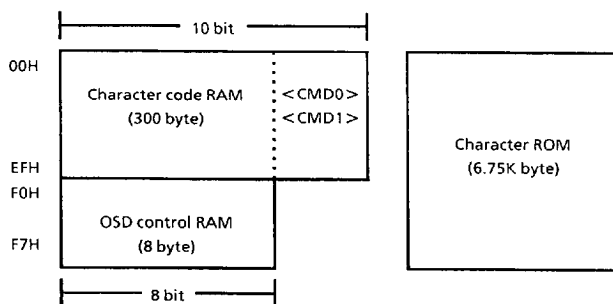 10 bit
00H
Character code RAM
(300 byte)
<CMD0>
<CMD1>
EFH
F0H
OSD control RAM
(8 byte)
F7H
8 bit
Character ROM
(6.75K byte)